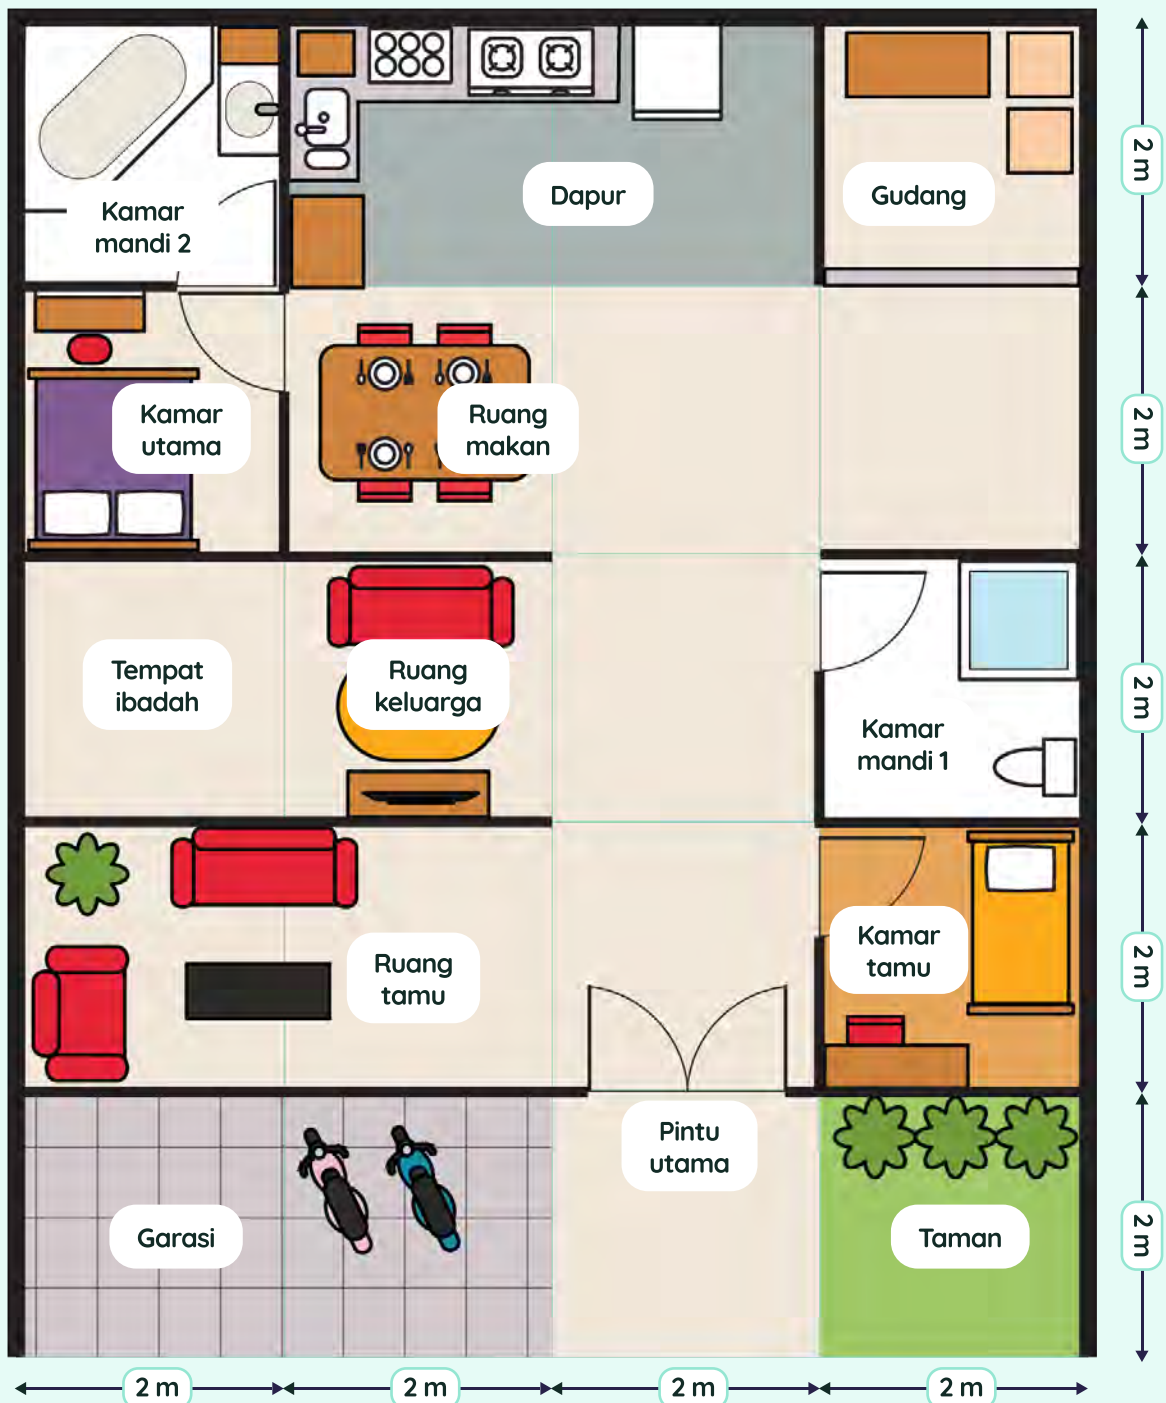 Kamar
mandi 2
Dapur
Gudang
2 m
Kamar
utama
Ruang
makan
2 m
Tempat
ibadah
Ruang
keluarga
Kamar
mandi 1
2 m
Ruang
tamu
Kamar
tamu
2 m
Pintu
utama
Garasi
Taman
2 m
2 m
2 m
2 m
2 m